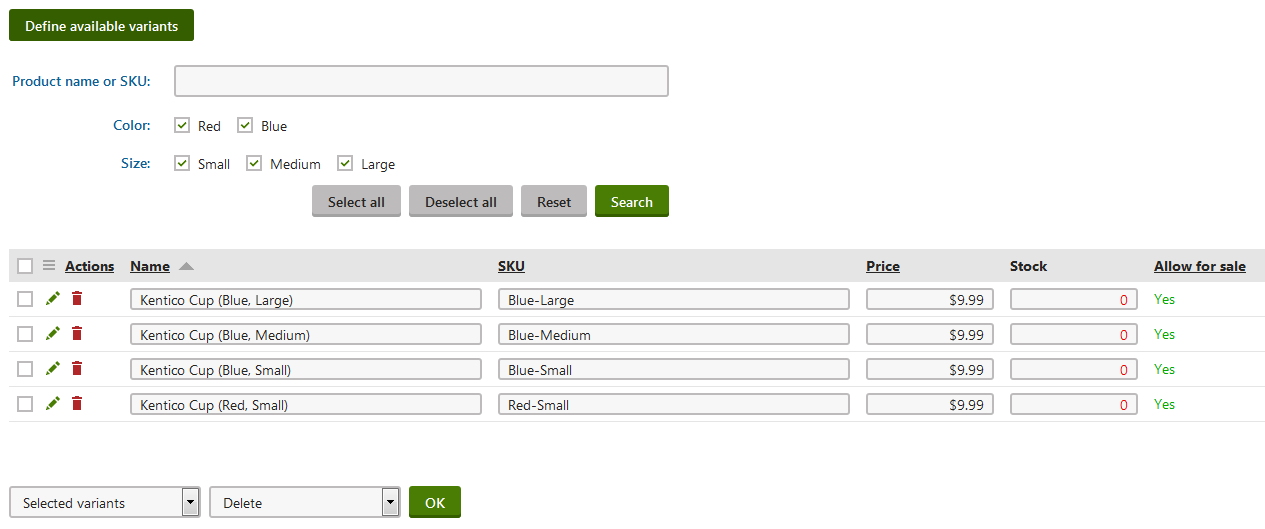 Define available variants
Product name or SKU:
Color: Red Blue
Size: Small Medium Large
Select all Deselect all Reset Search
Actions Name SKU Price Stock Allow for sale
Kentico Cup (Blue, Large) Blue-Large $9.99 0 Yes
Kentico Cup (Blue, Medium) Blue-Medium $9.99 0 Yes
Kentico Cup (Blue, Small) Blue-Small $9.99 0 Yes
Kentico Cup (Red, Small) Red-Small $9.99 0 Yes
Selected variants Delete OK